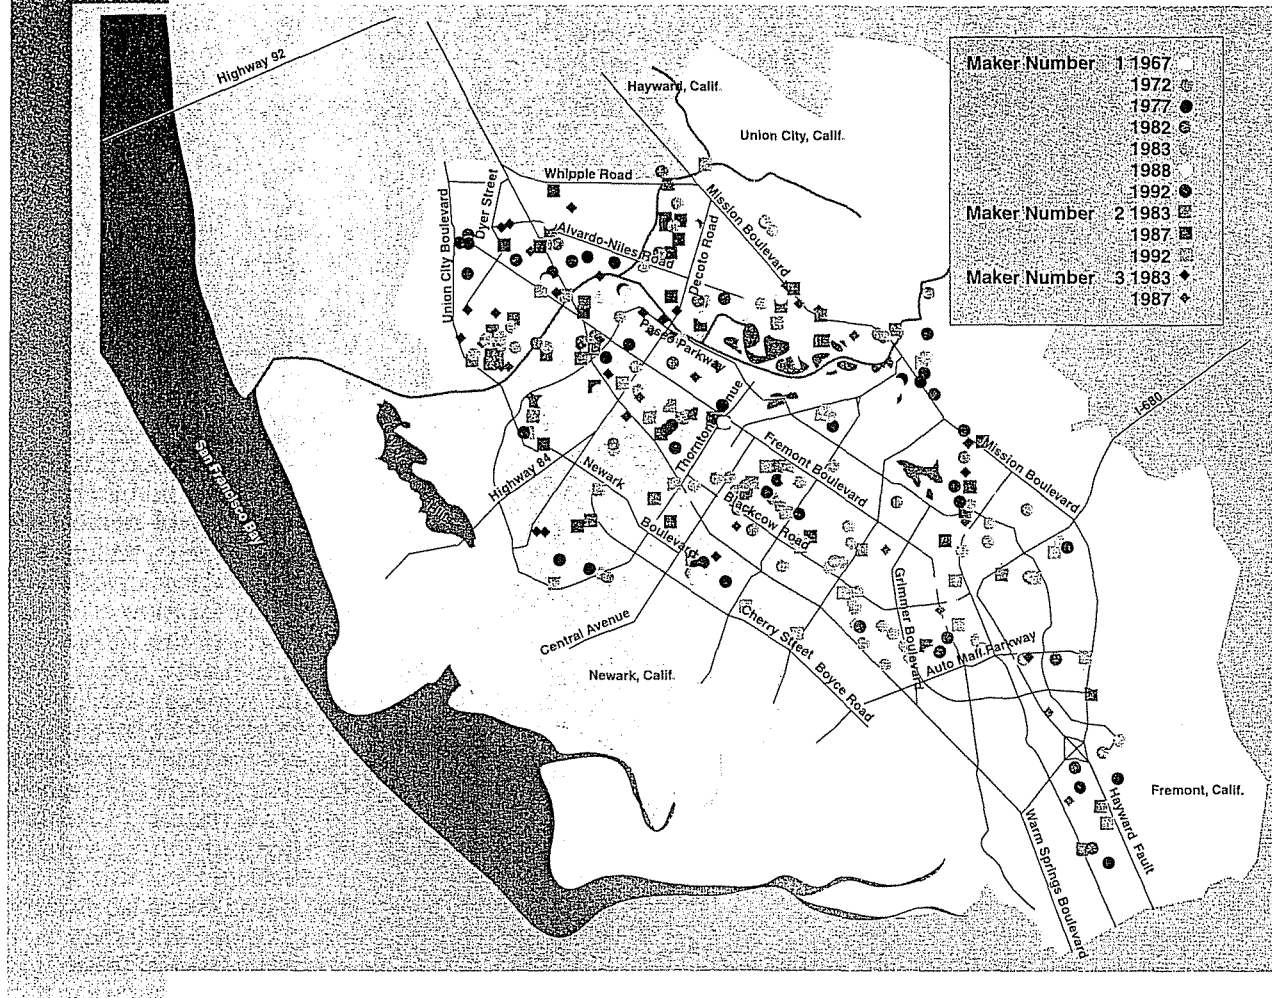 Highway 92
Hayward, Calif.
Union City, Calif.
Maker Number 1 1967
1972
1977
1982
1983
1988
1992
Maker Number 2 1983
1987
1992
Maker Number 3 1983
1987
Whipple Road
Union City Boulevard
Dyer Street
Mission Boulevard
Alvardo-Niles Road
Decoto Road
Paseo Parkway
I-680
San Francisco Bay
Thornton Avenue
Mission Boulevard
Fremont Boulevard
Highway 84
Newark
Boulevard
Blackcow Road
Grimmer Boulevard
Central Avenue
Cherry Street
Boyce Road
Auto Mall Parkway
Newark, Calif.
Fremont, Calif.
Hayward Fault
Warm Springs Boulevard